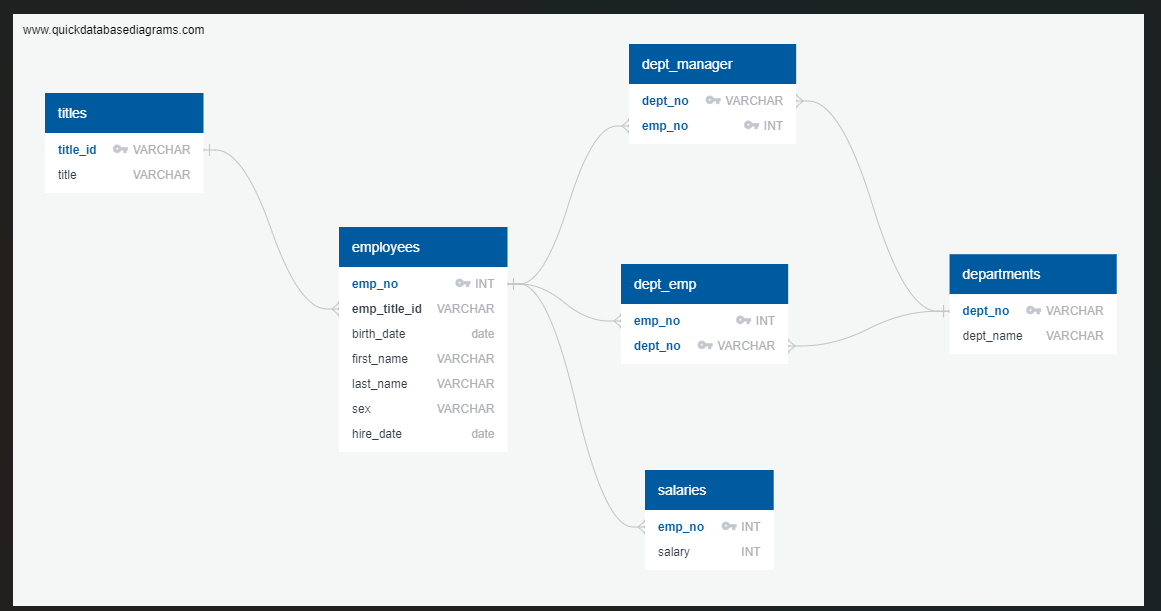 www.quickdatabasediagrams.com
titles
title_id VARCHAR
title VARCHAR
employees
emp_no INT
emp_title_id VARCHAR
birth_date date
first_name VARCHAR
last_name VARCHAR
sex VARCHAR
hire_date date
dept_manager
dept_no VARCHAR
emp_no INT
dept_emp
emp_no INT
dept_no VARCHAR
salaries
emp_no INT
salary INT
departments
dept_no VARCHAR
dept_name VARCHAR